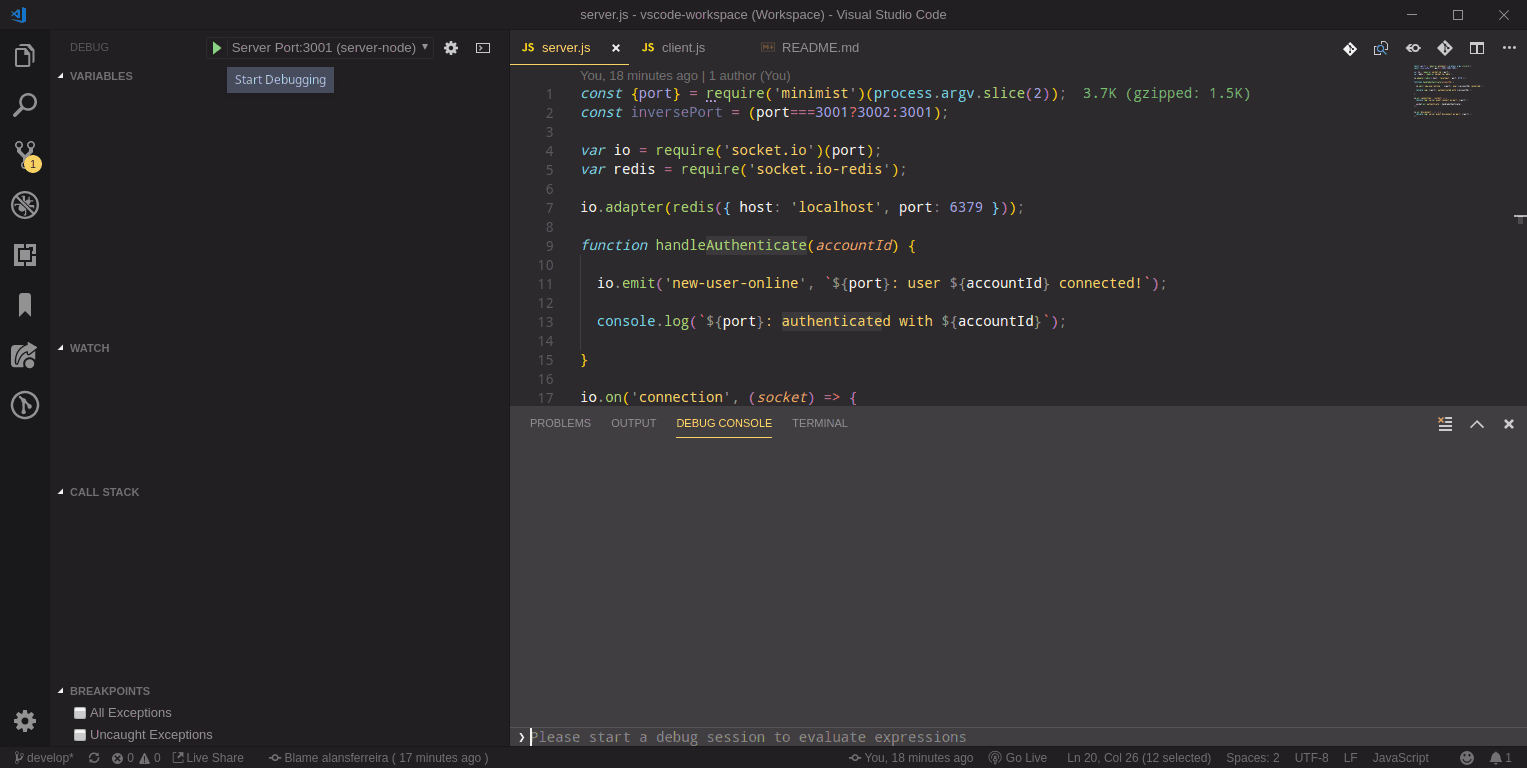 server.js - vscode-workspace (Workspace) - Visual Studio Code
DEBUG
Server Port:3001 (server-node)
Start Debugging
VARIABLES
WATCH
CALL STACK
BREAKPOINTS
All Exceptions
Uncaught Exceptions
1
JS server.js
JS client.js
README.md
You, 18 minutes ago | 1 author (You)
1 const {port} = require('minimist')(process.argv.slice(2)); 3.7K (gzipped: 1.5K)
2 const inversePort = (port===3001?3002:3001);
3
4 var io = require('socket.io')(port);
5 var redis = require('socket.io-redis');
6
7 io.adapter(redis({ host: 'localhost', port: 6379 }));
8
9 function handleAuthenticate(accountId) {
10
11 io.emit('new-user-online', `${port}: user ${accountId} connected!`);
12
13 console.log(`${port}: authenticated with ${accountId}`);
14
15 }
16
17 io.on('connection', (socket) => {
PROBLEMS OUTPUT DEBUG CONSOLE TERMINAL
Please start a debug session to evaluate expressions
develop* 0 0 Live Share Blame alansferreira ( 17 minutes ago ) You, 18 minutes ago Go Live Ln 20, Col 26 (12 selected) Spaces: 2 UTF-8 LF JavaScript 1